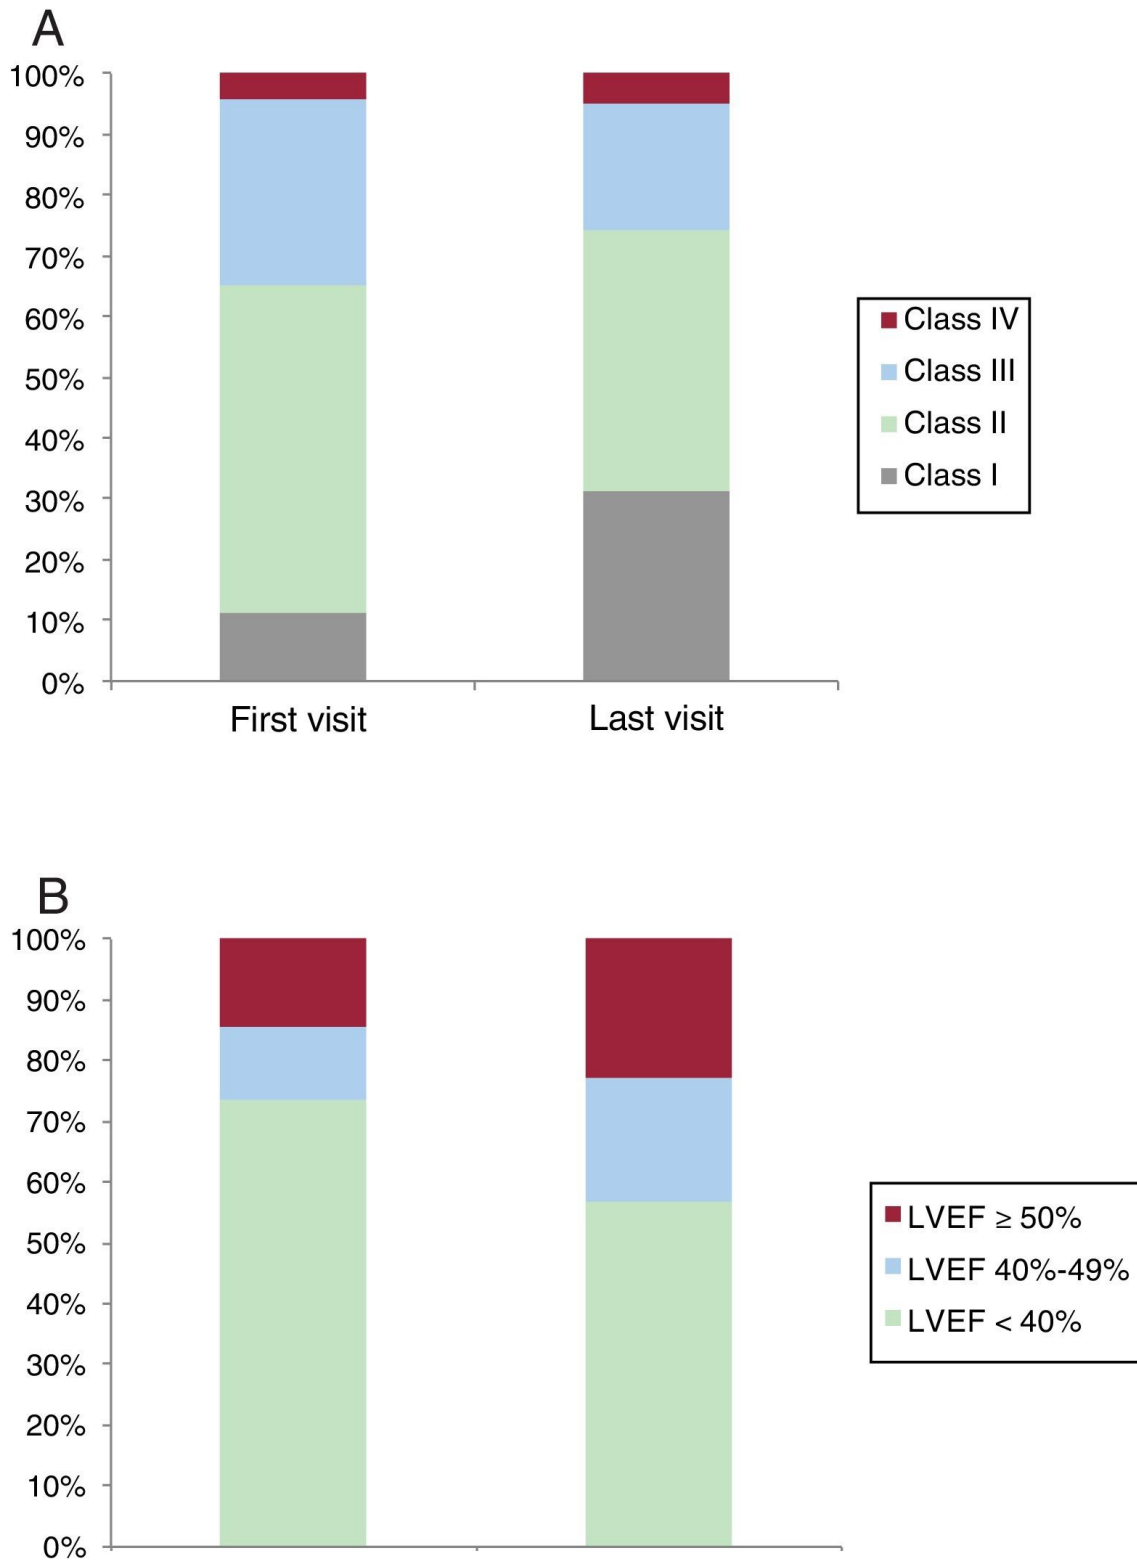 A
100%
90%
80%
70%
60%
50%
40%
30%
20%
10%
0%
First visit
Last visit
Class IV
Class III
Class II
Class I
B
100%
90%
80%
70%
60%
50%
40%
30%
20%
10%
0%
LVEF ≥ 50%
LVEF 40%-49%
LVEF < 40%